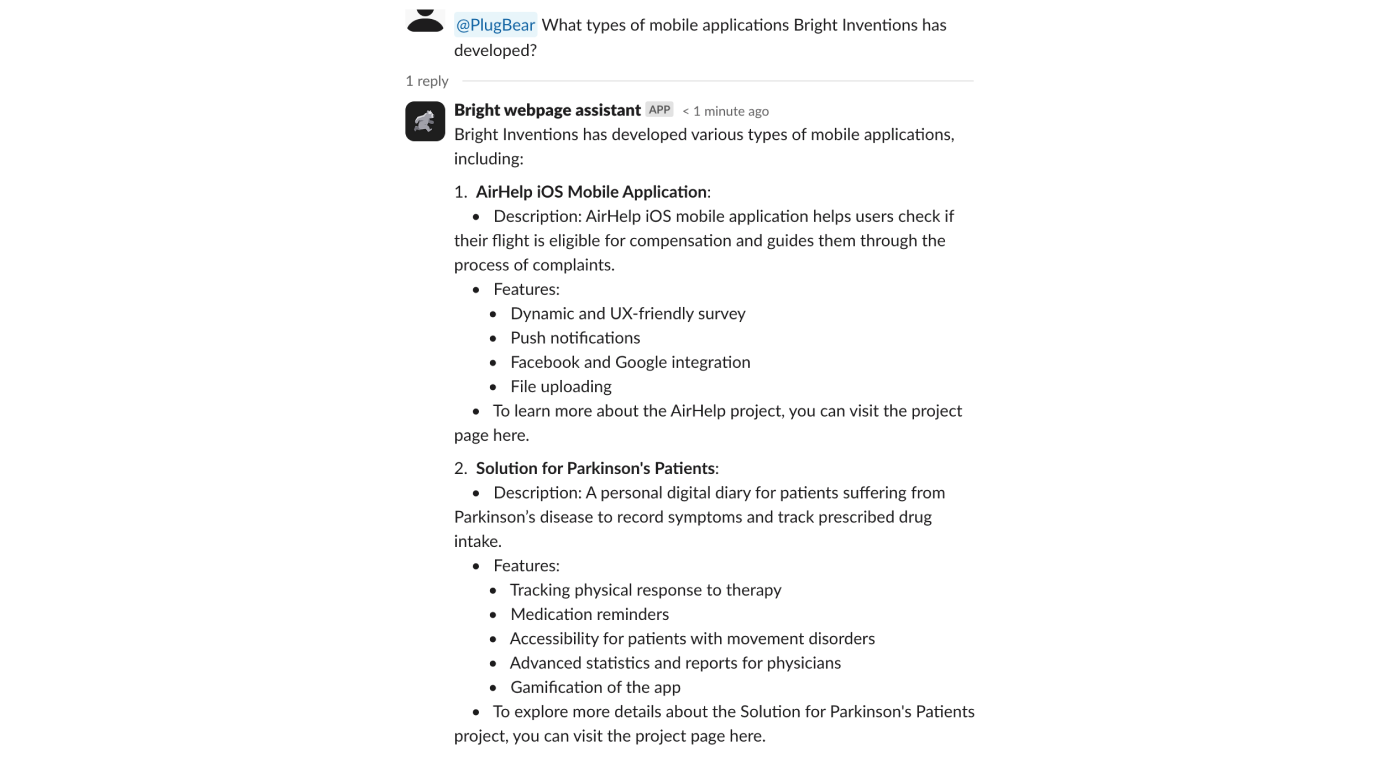 @PlugBear What types of mobile applications Bright Inventions has
developed?
1 reply
Bright webpage assistant APP < 1 minute ago
Bright Inventions has developed various types of mobile applications,
including:
1. AirHelp iOS Mobile Application:
• Description: AirHelp iOS mobile application helps users check if
their flight is eligible for compensation and guides them through the
process of complaints.
• Features:
• Dynamic and UX-friendly survey
• Push notifications
• Facebook and Google integration
• File uploading
• To learn more about the AirHelp project, you can visit the project
page here.
2. Solution for Parkinson's Patients:
• Description: A personal digital diary for patients suffering from
Parkinson’s disease to record symptoms and track prescribed drug
intake.
• Features:
• Tracking physical response to therapy
• Medication reminders
• Accessibility for patients with movement disorders
• Advanced statistics and reports for physicians
• Gamification of the app
• To explore more details about the Solution for Parkinson's Patients
project, you can visit the project page here.